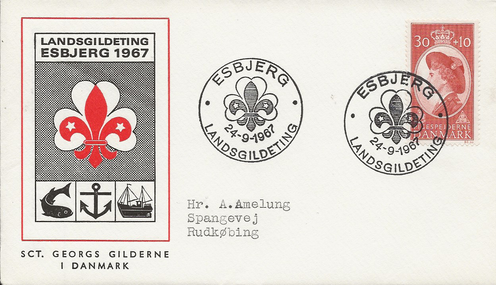 LANDSGILDETING
ESBJERG 1967
SCT. GEORGS GILDERNE
I DANMARK
· ESBJERG ·
24-9-1967
LANDSGILDETING
30 +10
DANMARK
· ESBJERG ·
24-9-1967
LANDSGILDETING
Hr. A.Amelung
Spangevej
Rudkøbing